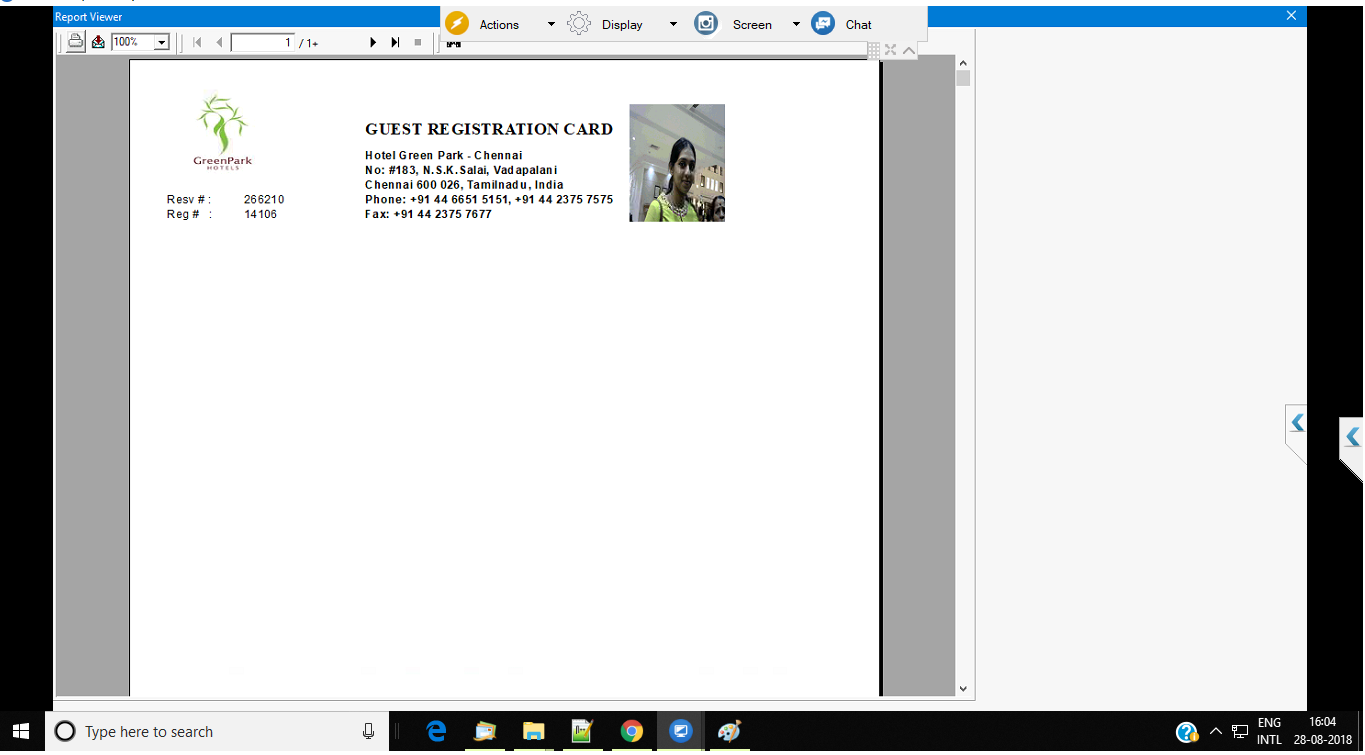 Report Viewer
Actions
Display
Screen
Chat
100%
1 / 1+
GreenPark
HOTELS
GUEST REGISTRATION CARD
Hotel Green Park - Chennai
No: #183, N.S.K.Salai, Vadapalani
Chennai 600 026, Tamilnadu, India
Phone: +91 44 6651 5151, +91 44 2375 7575
Fax: +91 44 2375 7677
Resv # : 266210
Reg # : 14106
Type here to search
ENG
INTL
16:04
28-08-2018